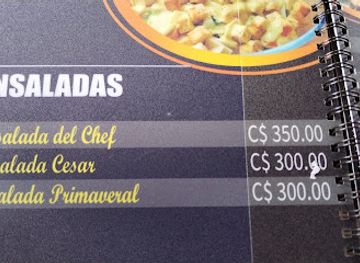 NSALADAS
alada del Chef C$ 350.00
alada Cesar C$ 300.00
alada Primaveral C$ 300.00